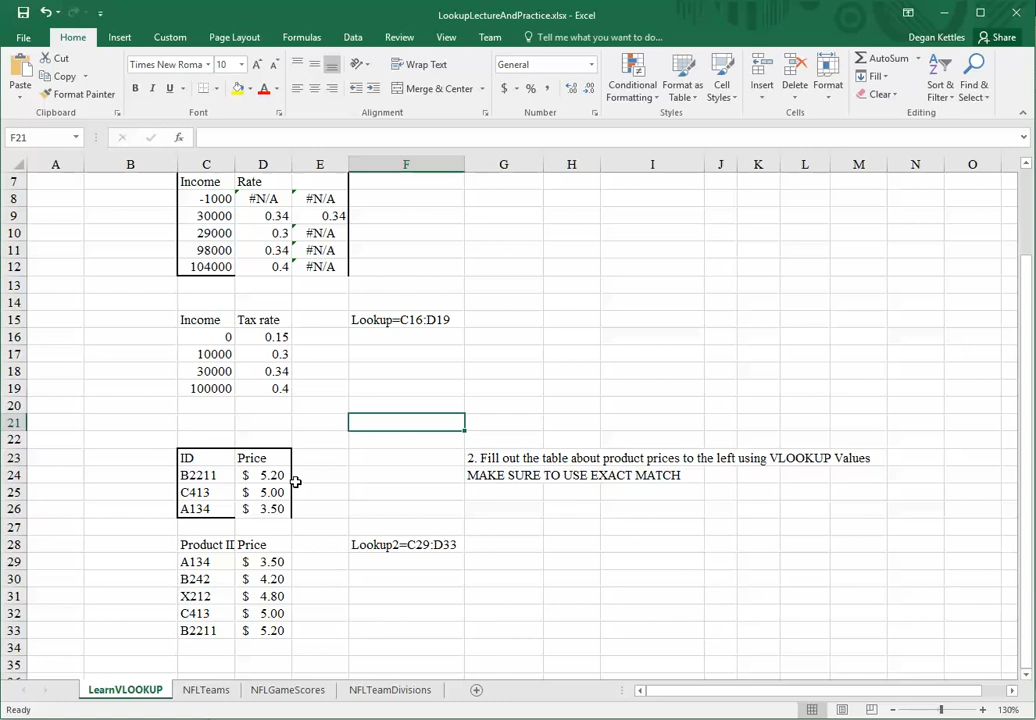 LookupLectureAndPractice.xlsx - Excel
File Home Insert Custom Page Layout Formulas Data Review View Team Tell me what you want to do... Degan Kettles Share
Paste Cut Copy Format Painter Clipboard
Times New Roma 10 A A B I U A Font
Wrap Text Merge & Center Alignment
General $ % , Number
Conditional Formatting Format as Table Cell Styles Styles
Insert Delete Format Cells
AutoSum Fill Clear Sort & Filter Find & Select Editing
F21 fx
A B C D E F G H I J K L M N O
7 Income Rate
8 -1000 #N/A #N/A
9 30000 0.34 0.34
10 29000 0.3 #N/A
11 98000 0.34 #N/A
12 104000 0.4 #N/A
13
14
15 Income Tax rate Lookup=C16:D19
16 0 0.15
17 10000 0.3
18 30000 0.34
19 100000 0.4
20
21
22
23 ID Price 2. Fill out the table about product prices to the left using VLOOKUP Values
24 B2211 $ 5.20 MAKE SURE TO USE EXACT MATCH
25 C413 $ 5.00
26 A134 $ 3.50
27
28 Product ID Price Lookup2=C29:D33
29 A134 $ 3.50
30 B242 $ 4.20
31 X212 $ 4.80
32 C413 $ 5.00
33 B2211 $ 5.20
34
35
LearnVLOOKUP NFLTeams NFLGameScores NFLTeamDivisions
Ready 130%